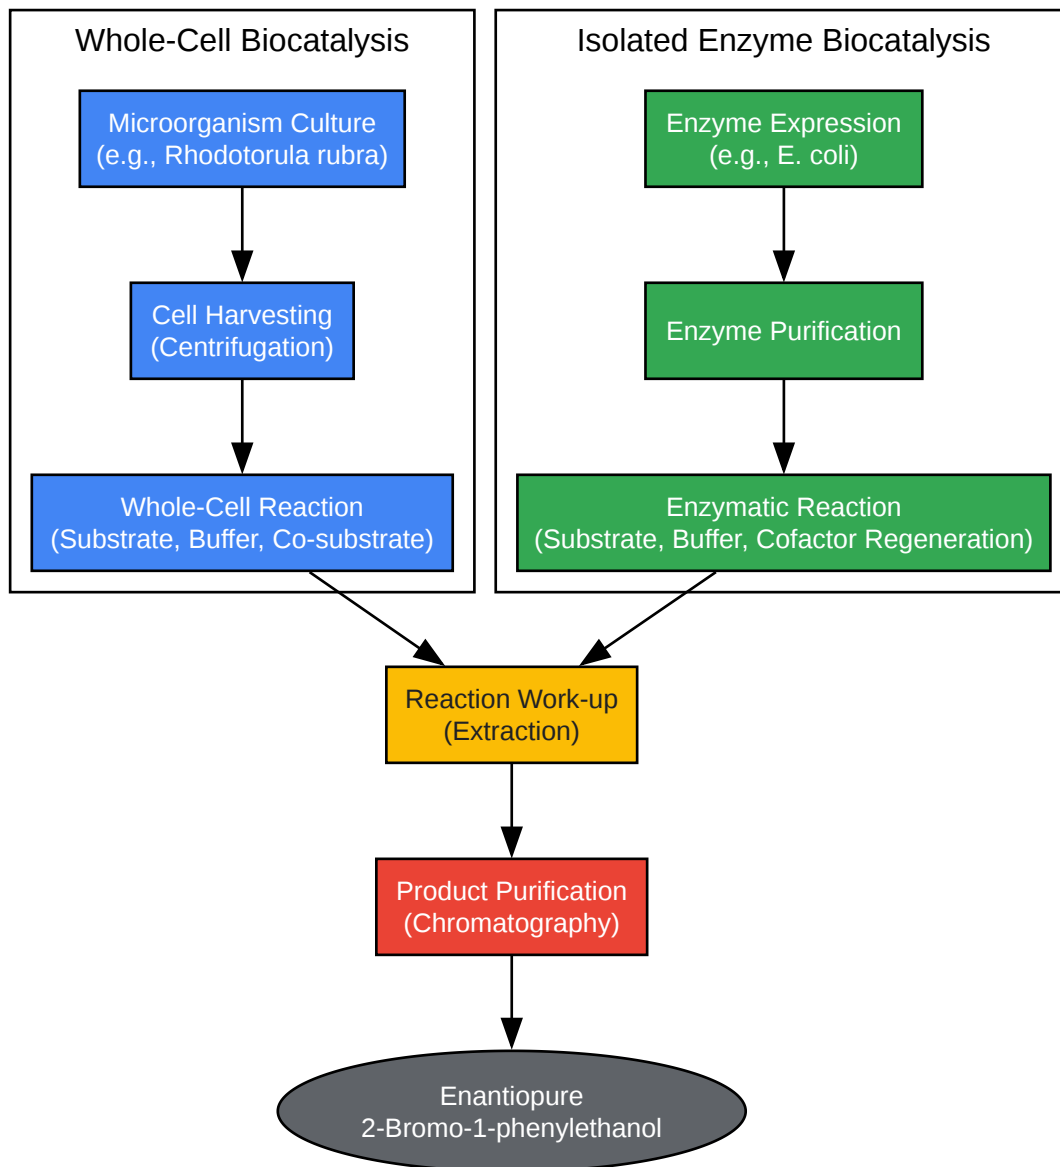 Whole-Cell Biocatalysis
Microorganism Culture
(e.g., Rhodotorula rubra)
Cell Harvesting
(Centrifugation)
Whole-Cell Reaction
(Substrate, Buffer, Co-substrate)
Isolated Enzyme Biocatalysis
Enzyme Expression
(e.g., E. coli)
Enzyme Purification
Enzymatic Reaction
(Substrate, Buffer, Cofactor Regeneration)
Reaction Work-up
(Extraction)
Product Purification
(Chromatography)
Enantiopure
2-Bromo-1-phenylethanol